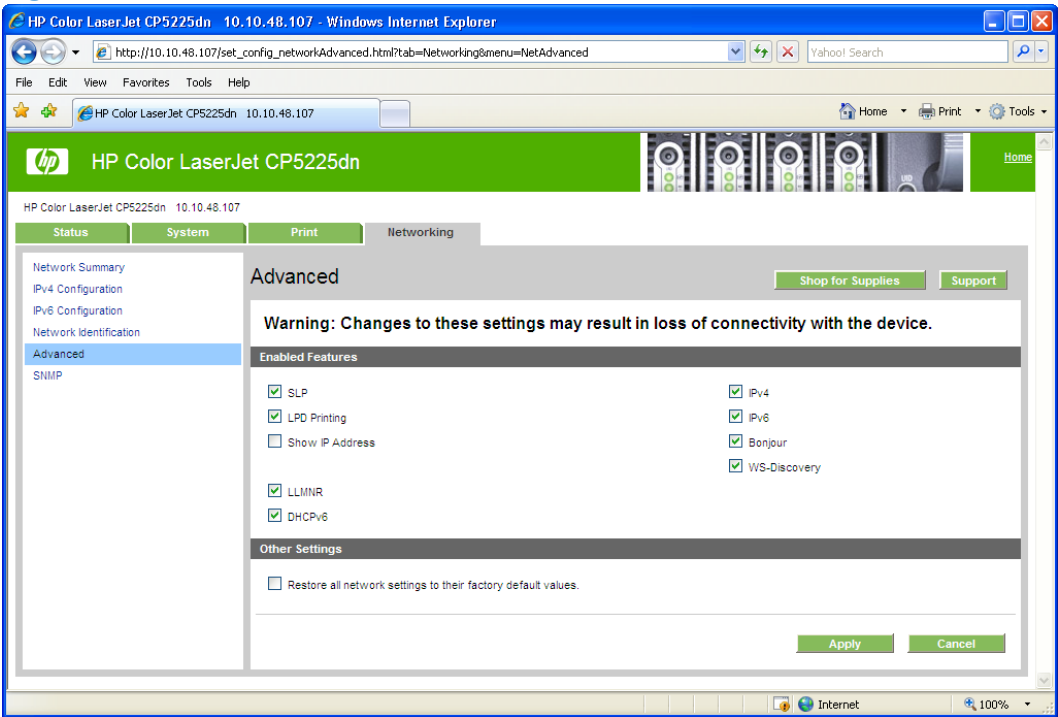 HP Color LaserJet CP5225dn 10.10.48.107 - Windows Internet Explorer
http://10.10.48.107/set_config_networkAdvanced.html?tab=Networking&menu=NetAdvanced
Yahoo! Search
File Edit View Favorites Tools Help
HP Color LaserJet CP5225dn 10.10.48.107
Home Print Tools
hp HP Color LaserJet CP5225dn
Home
HP Color LaserJet CP5225dn 10.10.48.107
Status System Print Networking
Network Summary
IPv4 Configuration
IPv6 Configuration
Network Identification
Advanced
SNMP
Advanced
Shop for Supplies Support
Warning: Changes to these settings may result in loss of connectivity with the device.
Enabled Features
SLP
LPD Printing
Show IP Address
LLMNR
DHCPv6
IPv4
IPv6
Bonjour
WS-Discovery
Other Settings
Restore all network settings to their factory default values.
Apply Cancel
Internet 100%